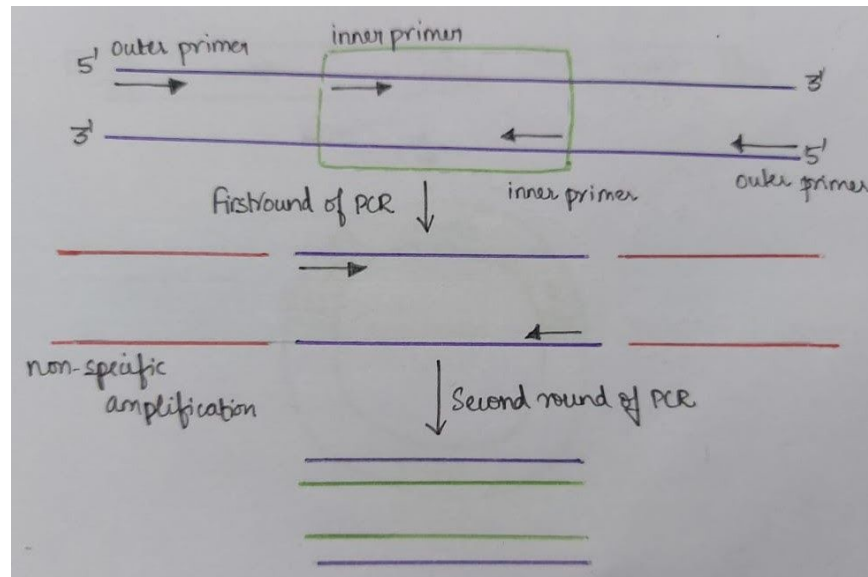 outer primer
inner primer
5'
3'
3'
5'
inner primer
outer primer
First round of PCR
non-specific
amplification
Second round of PCR